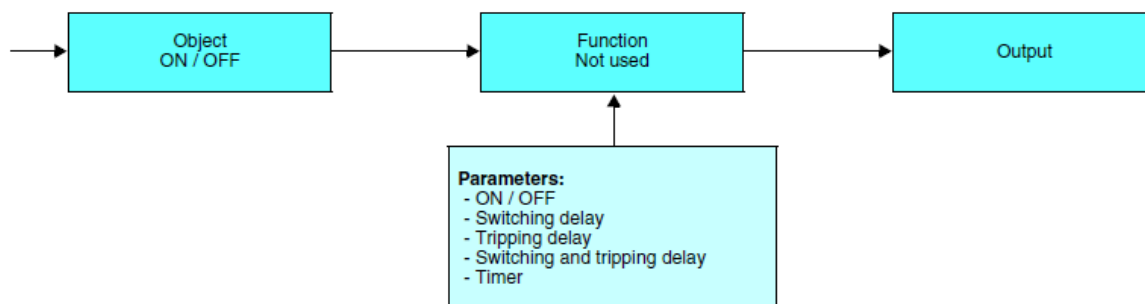 Object
ON / OFF
Function
Not used
Output
Parameters:
- ON / OFF
- Switching delay
- Tripping delay
- Switching and tripping delay
- Timer